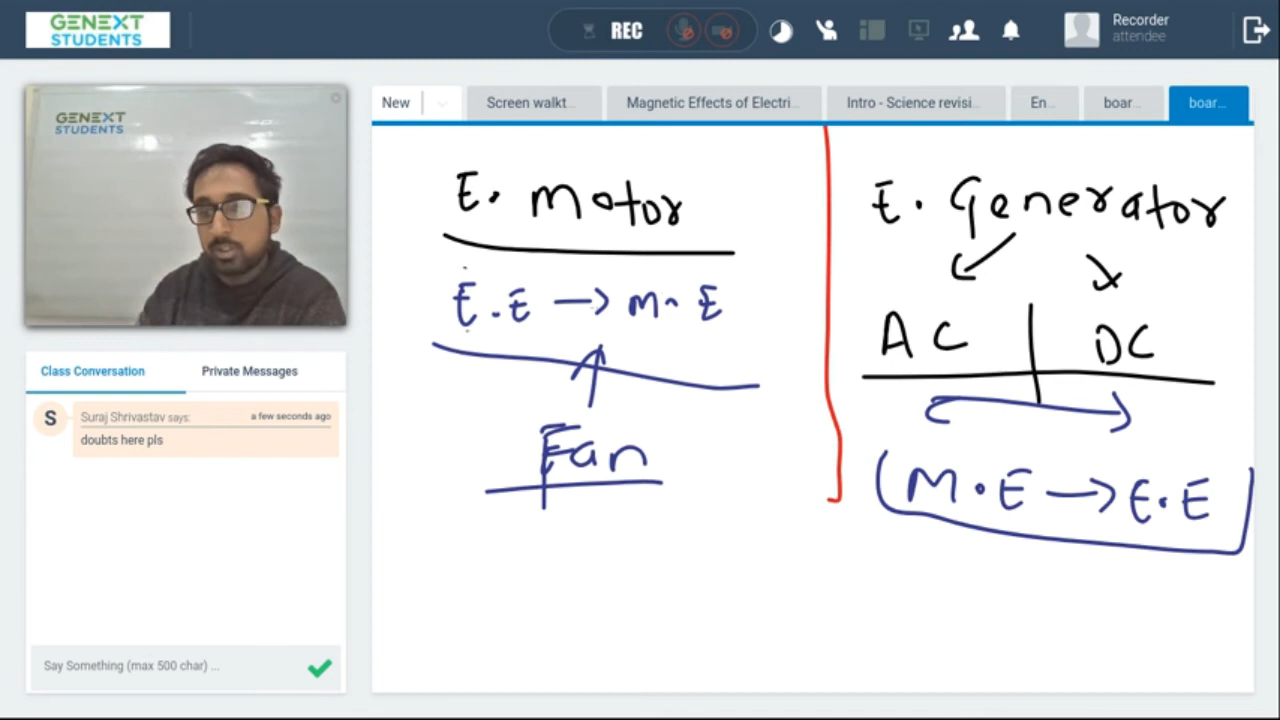 GENEXT
STUDENTS
REC
Recorder
attendee
GENEXT
STUDENTS
Class Conversation
Private Messages
S
Suraj Shrivastav says:
a few seconds ago
doubts here pls
Say Something (max 500 char) ...
New
Screen walkt...
Magnetic Effects of Electri...
Intro - Science revisi...
En...
boar...
boar...
E. Motor
E.E → M.E
Fan
E. Generator
AC
DC
(M.E → E.E